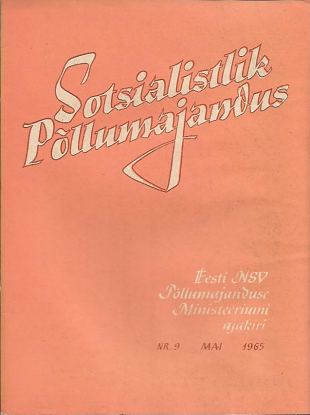 Sotsialistlik
Põllumajandus
Eesti NSV
Põllumajanduse
Ministeeriumi
ajakiri
NR. 9 MAI 1965